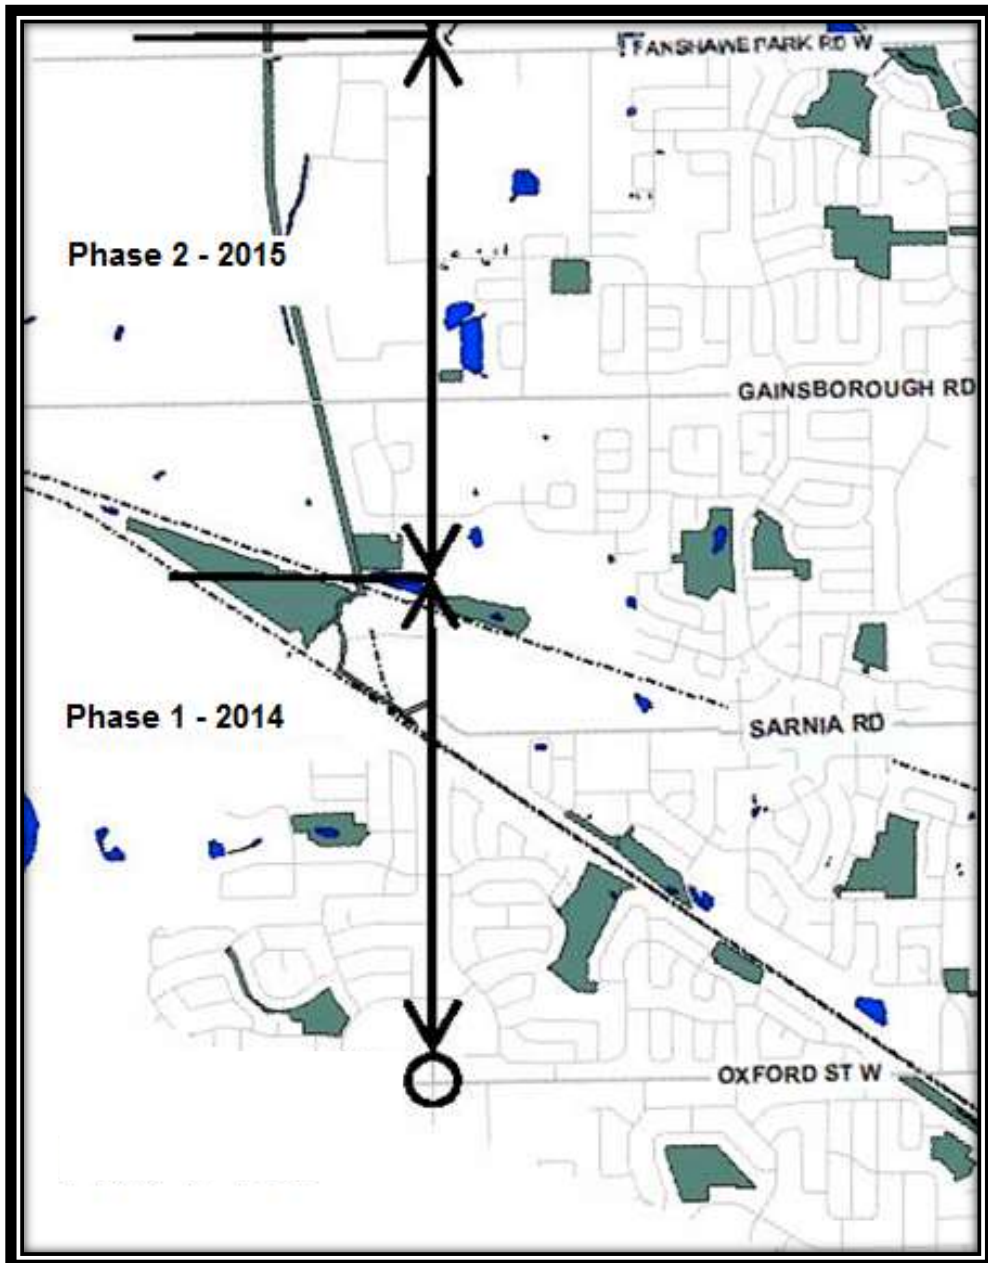 FANSHAWE PARK RD W
Phase 2 - 2015
GAINSBOROUGH RD
Phase 1 - 2014
SARNIA RD
OXFORD ST W